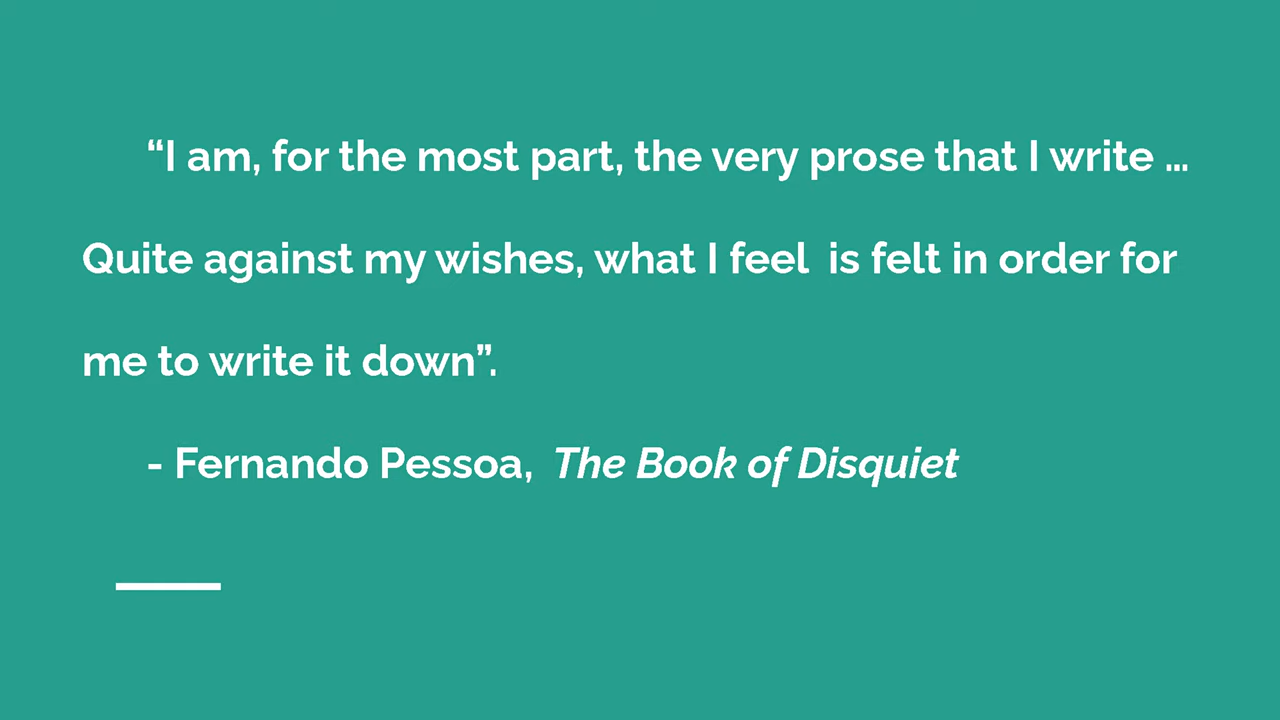 “I am, for the most part, the very prose that I write …
Quite against my wishes, what I feel  is felt in order for
me to write it down”.
- Fernando Pessoa,  The Book of Disquiet